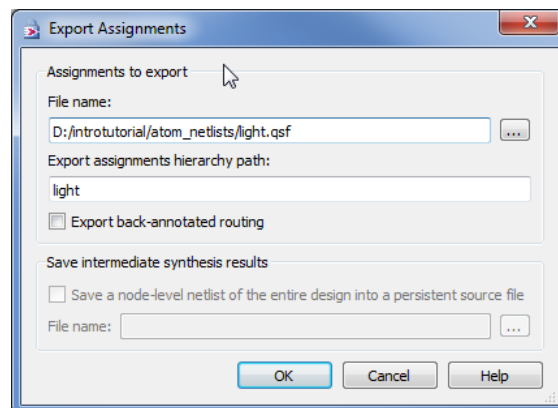 Export Assignments
Assignments to export
File name:
D:/introtutorial/atom_netlists/light.qsf
...
Export assignments hierarchy path:
light
Export back-annotated routing
Save intermediate synthesis results
Save a node-level netlist of the entire design into a persistent source file
File name:
...
OK Cancel Help